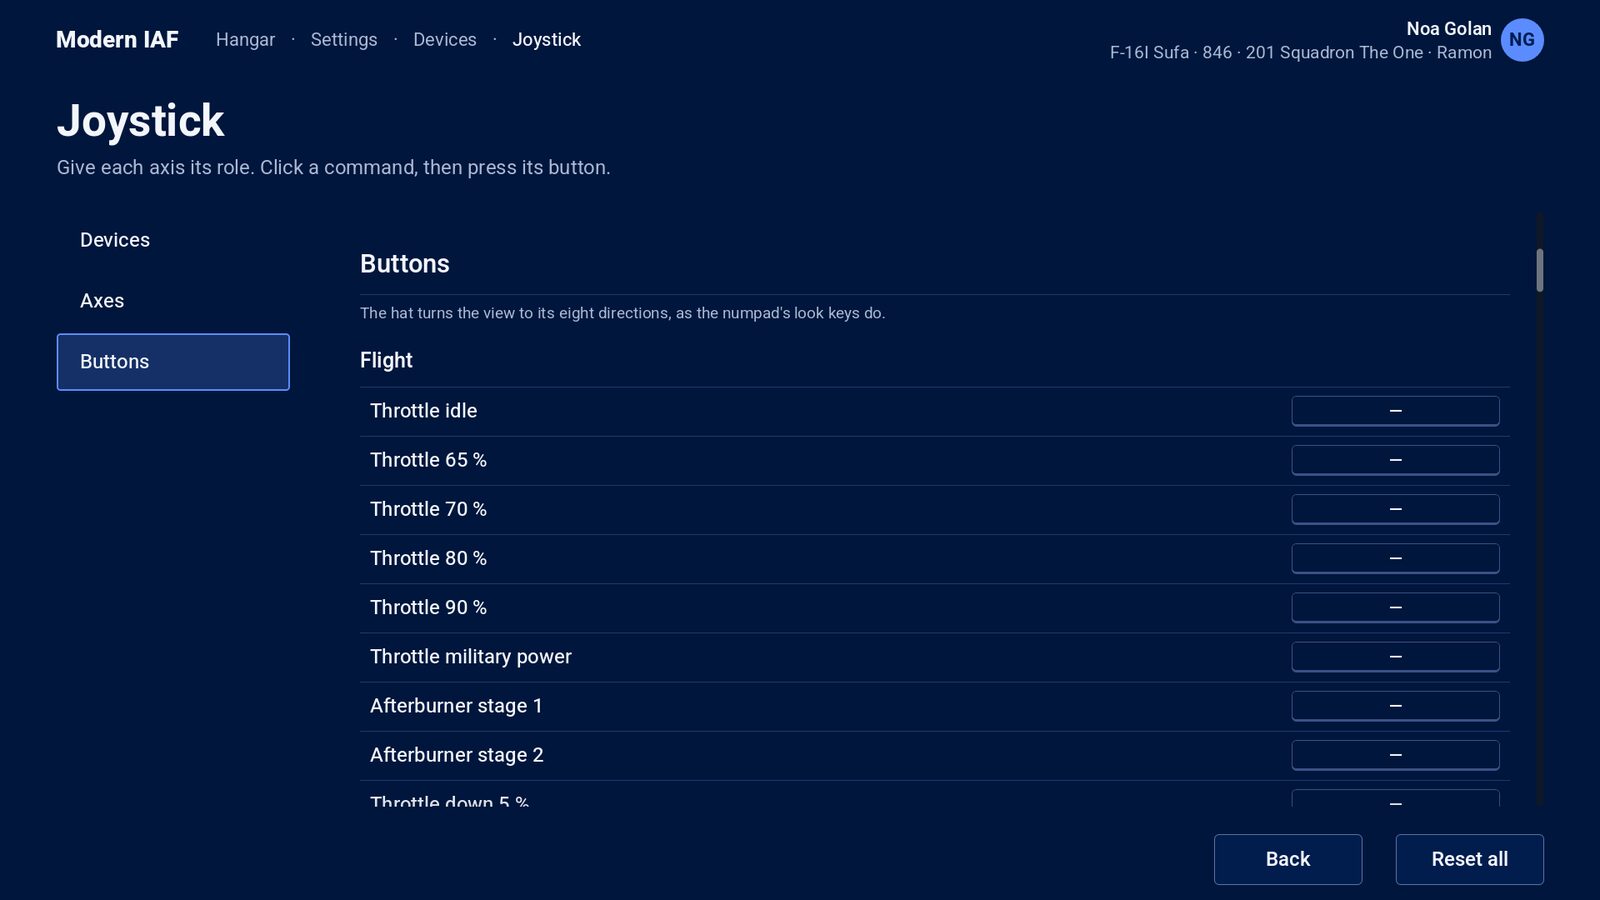 Modern IAF
Hangar · Settings · Devices · Joystick
Noa Golan
F-16I Sufa · 846 · 201 Squadron The One · Ramon
NG
Joystick
Give each axis its role. Click a command, then press its button.
Devices
Axes
Buttons
Buttons
The hat turns the view to its eight directions, as the numpad's look keys do.
Flight
Throttle idle –
Throttle 65 % –
Throttle 70 % –
Throttle 80 % –
Throttle 90 % –
Throttle military power –
Afterburner stage 1 –
Afterburner stage 2 –
Throttle down 5 % –
Back
Reset all